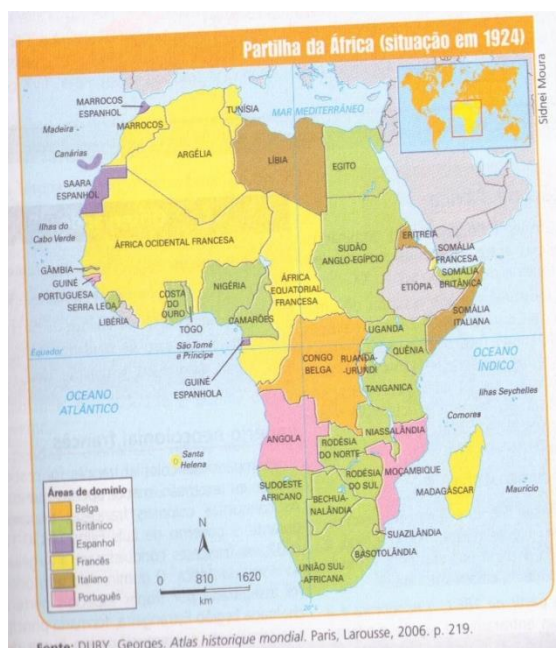 Partilha da África (situação em 1924)
Sidnei Moura
MARROCOS
ESPANHOL
TUNÍSIA
MAR MEDITERRÂNEO
Madeira
MARROCOS
Canárias
ARGÉLIA
LÍBIA
EGITO
SAARA
ESPANHOL
Ilhas do
Cabo Verde
ÁFRICA OCIDENTAL FRANCESA
SUDÃO
ANGLO-EGÍPCIO
ERITREIA
SOMÁLIA
FRANCESA
SOMÁLIA
BRITÂNICA
GÂMBIA
GUINÉ
PORTUGUESA
SERRA LEOA
LIBÉRIA
COSTA
DO
OURO
TOGO
NIGÉRIA
CAMARÕES
ÁFRICA
EQUATORIAL
FRANCESA
ETIÓPIA
SOMÁLIA
ITALIANA
São Tomé
e Príncipe
Equador
GUINÉ
ESPANHOLA
CONGO
BELGA
UGANDA
RUANDA-
-URUNDI
QUÊNIA
OCEANO
ÍNDICO
OCEANO
ATLÂNTICO
TANGANICA
Ilhas Seychelles
Comores
ANGOLA
NIASSALÂNDIA
RODÉSIA
DO NORTE
Santa
Helena
SUDOESTE
AFRICANO
RODÉSIA
DO SUL
MOÇAMBIQUE
BECHUA-
NALÂNDIA
MADAGÁSCAR
Maurício
SUAZILÂNDIA
BASOTOLÂNDIA
UNIÃO SUL-
AFRICANA
Áreas de domínio
Belga
Britânico
Espanhol
Francês
Italiano
Português
N
0 810 1620
km
Fonte: DUBY, Georges. Atlas historique mondial. Paris, Larousse, 2006. p. 219.